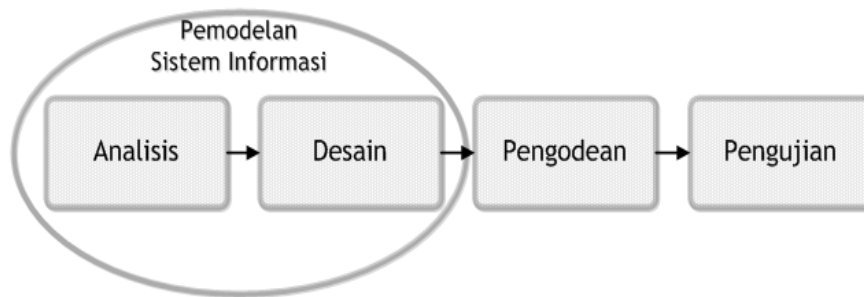 Pemodelan
Sistem Informasi
Analisis
Desain
Pengodean
Pengujian